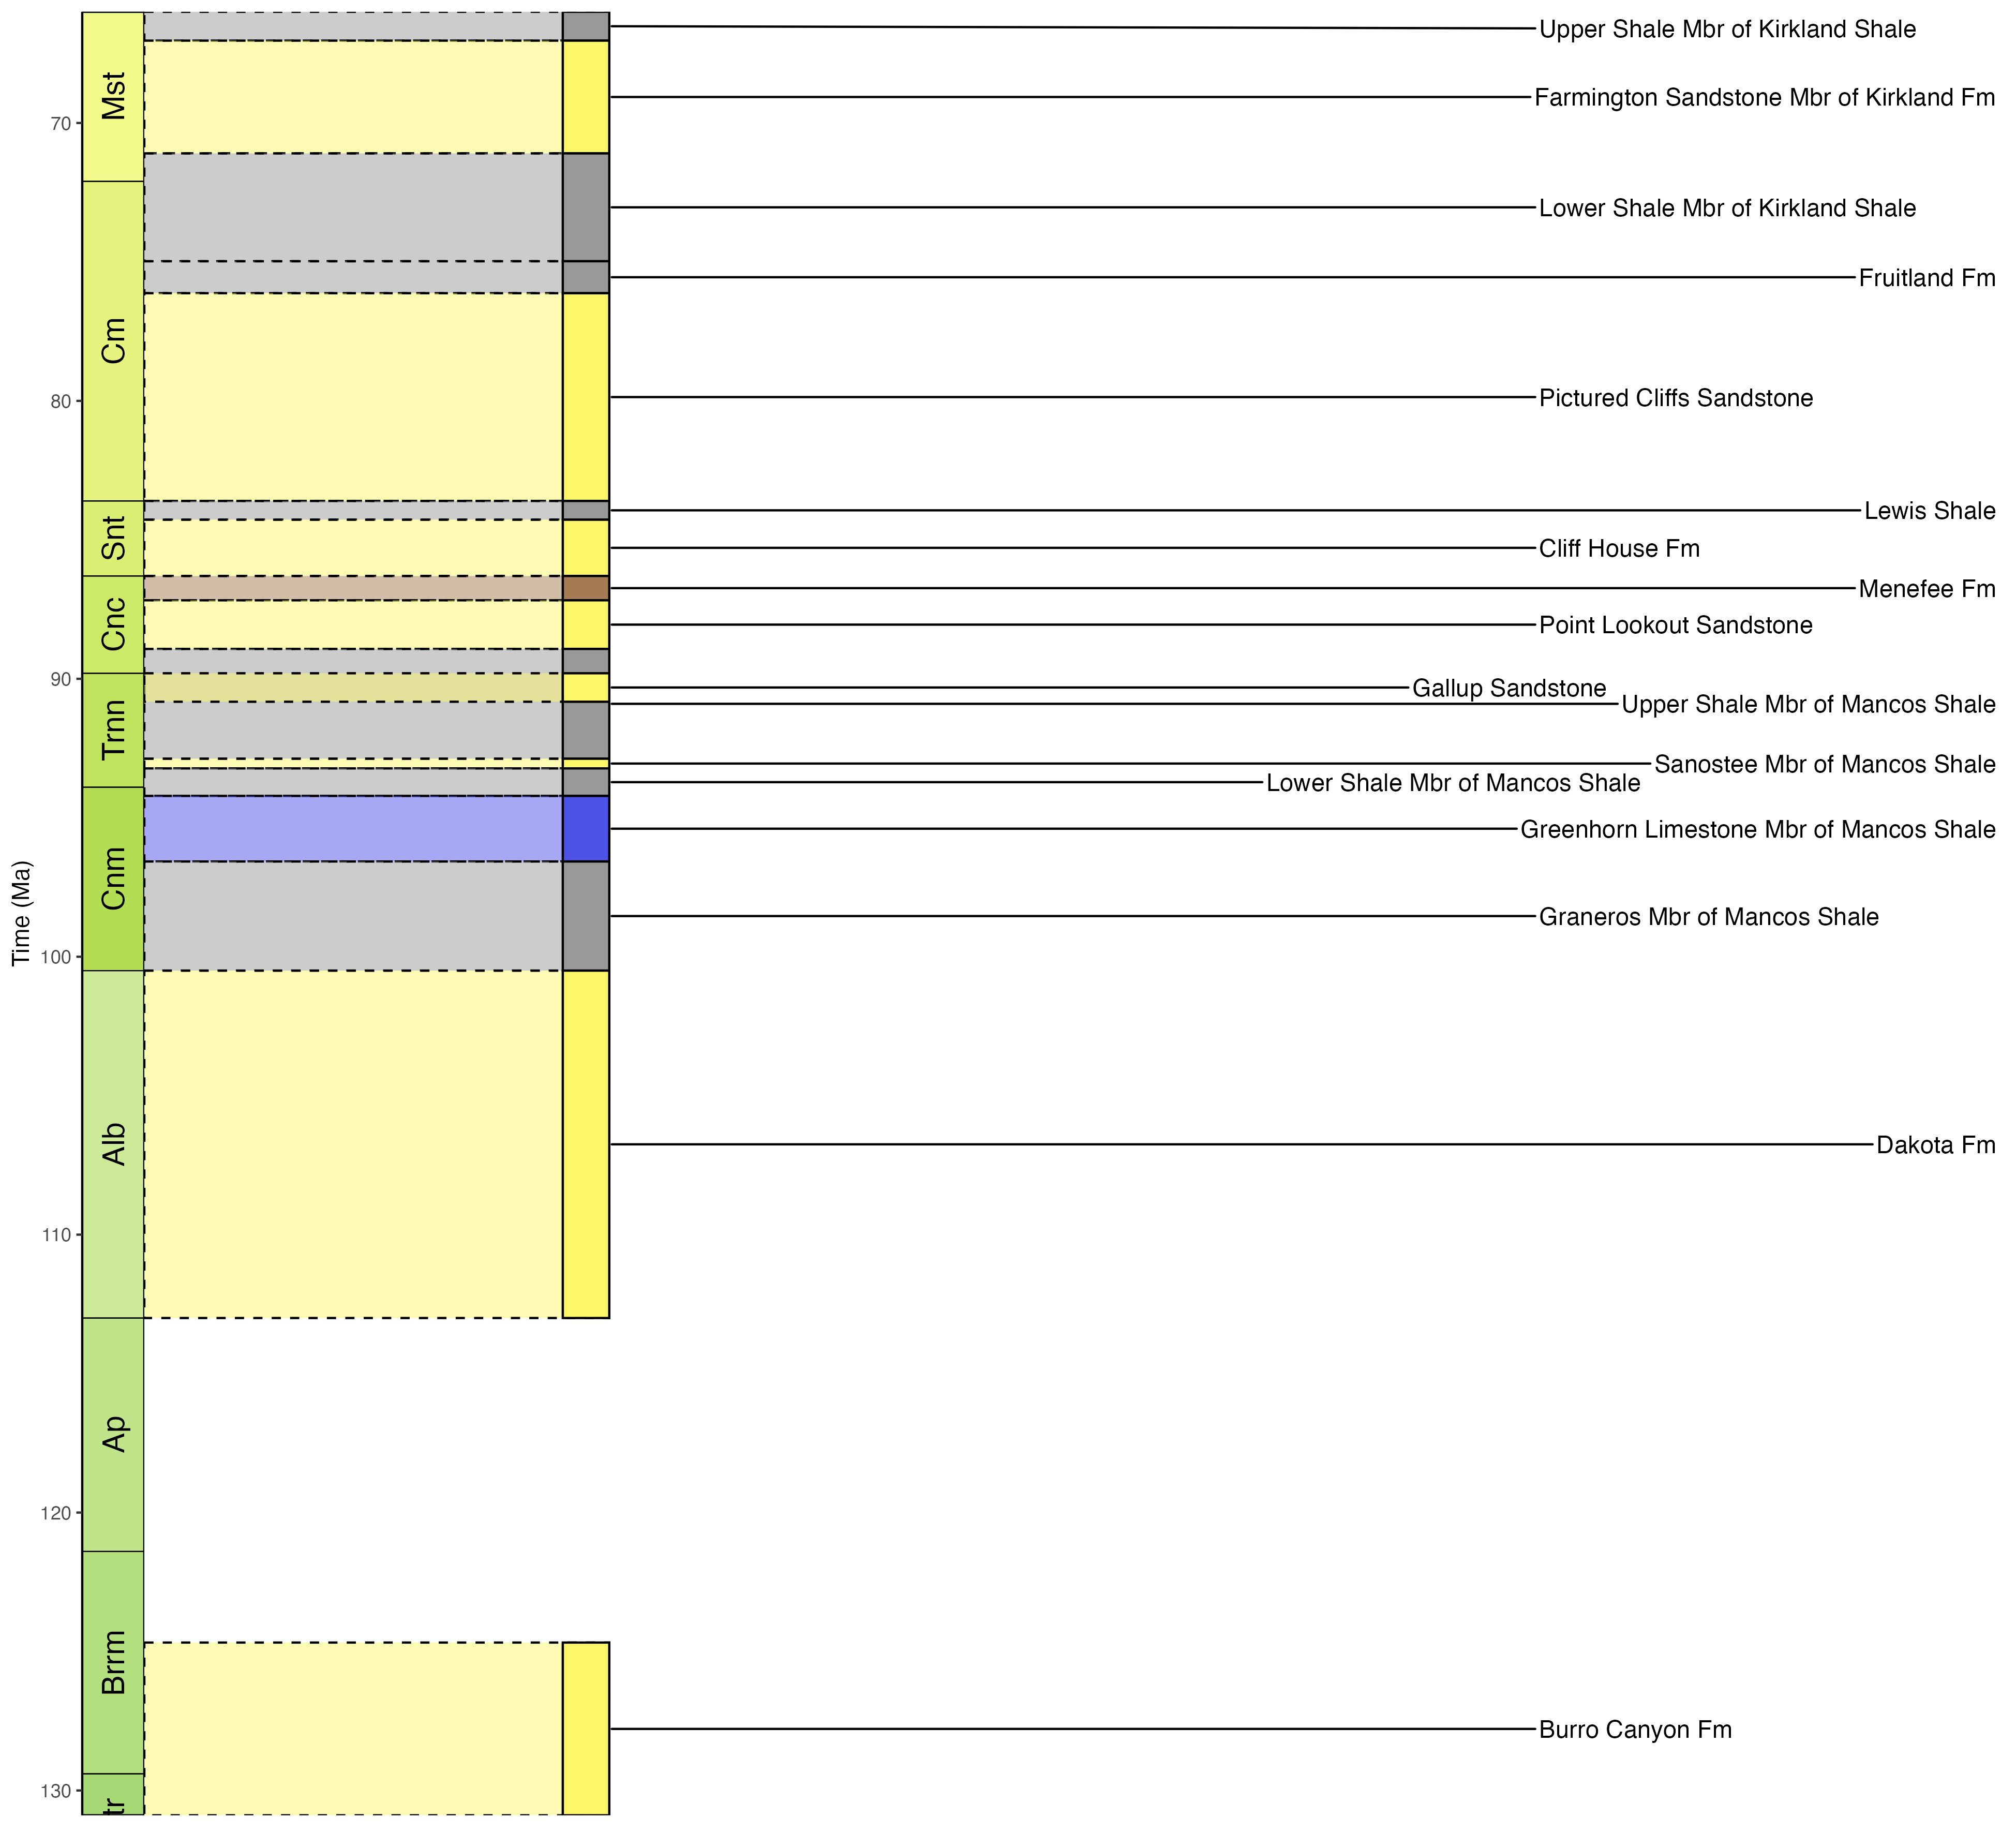 Time (Ma)
70
80
90
100
110
120
130
Mst
Cm
Snt
Cnc
Trnn
Cnm
Alb
Ap
Brrm
tr
Upper Shale Mbr of Kirkland Shale
Farmington Sandstone Mbr of Kirkland Fm
Lower Shale Mbr of Kirkland Shale
Fruitland Fm
Pictured Cliffs Sandstone
Lewis Shale
Cliff House Fm
Menefee Fm
Point Lookout Sandstone
Gallup Sandstone
Upper Shale Mbr of Mancos Shale
Sanostee Mbr of Mancos Shale
Lower Shale Mbr of Mancos Shale
Greenhorn Limestone Mbr of Mancos Shale
Graneros Mbr of Mancos Shale
Dakota Fm
Burro Canyon Fm